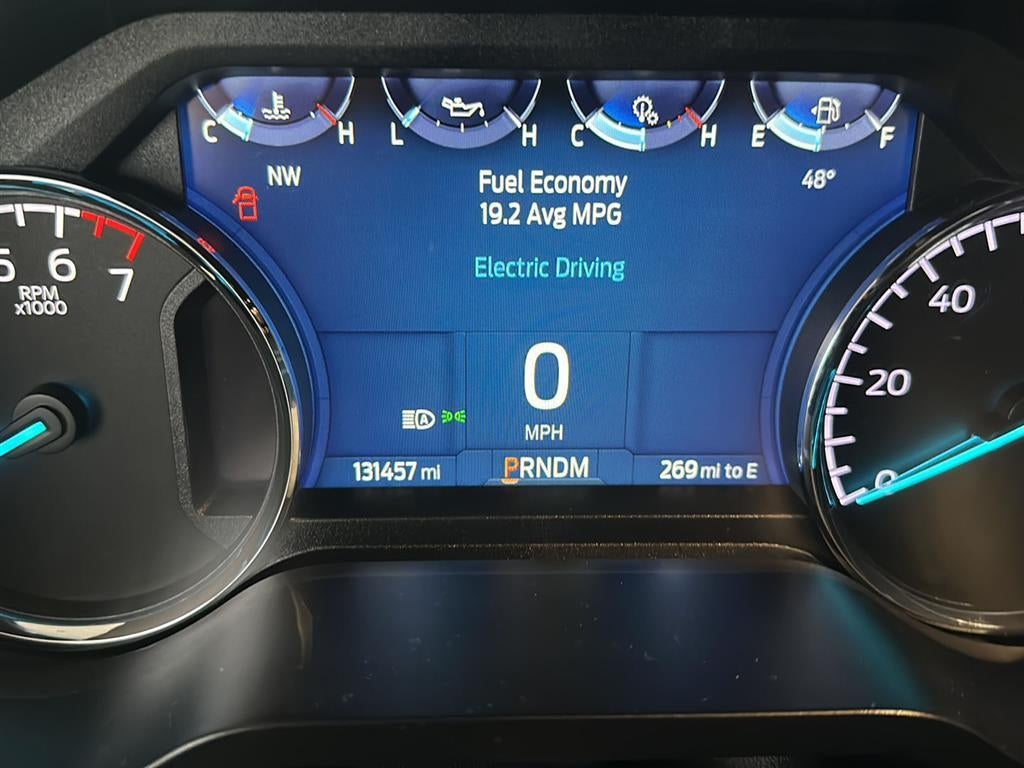 C H L H C H E F
NW
48°
Fuel Economy
19.2 Avg MPG
Electric Driving
5 6 7
RPM
x1000
40
20
0
0
MPH
A
131457 mi
PRNDM
269 mi to E